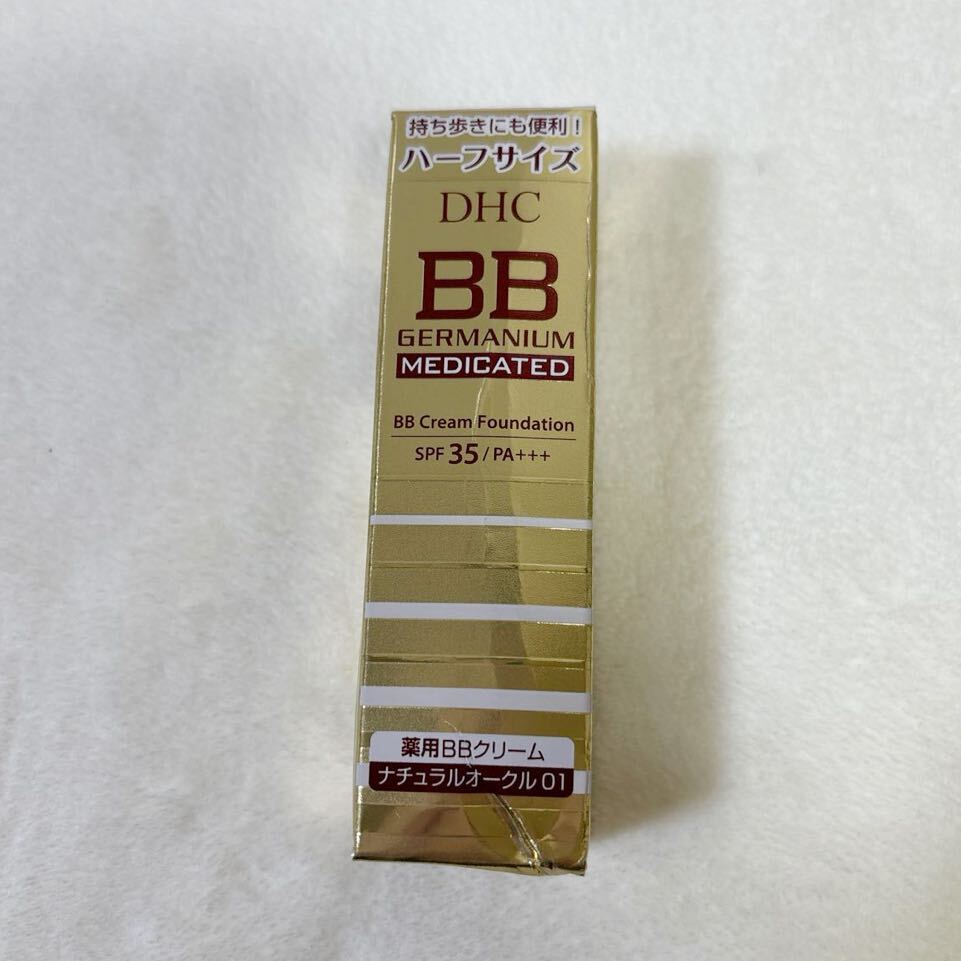 持ち歩きにも便利!
ハーフサイズ
DHC
BB
GERMANIUM
MEDICATED
BB Cream Foundation
SPF 35 / PA+++
薬用BBクリーム
ナチュラルオークル 01